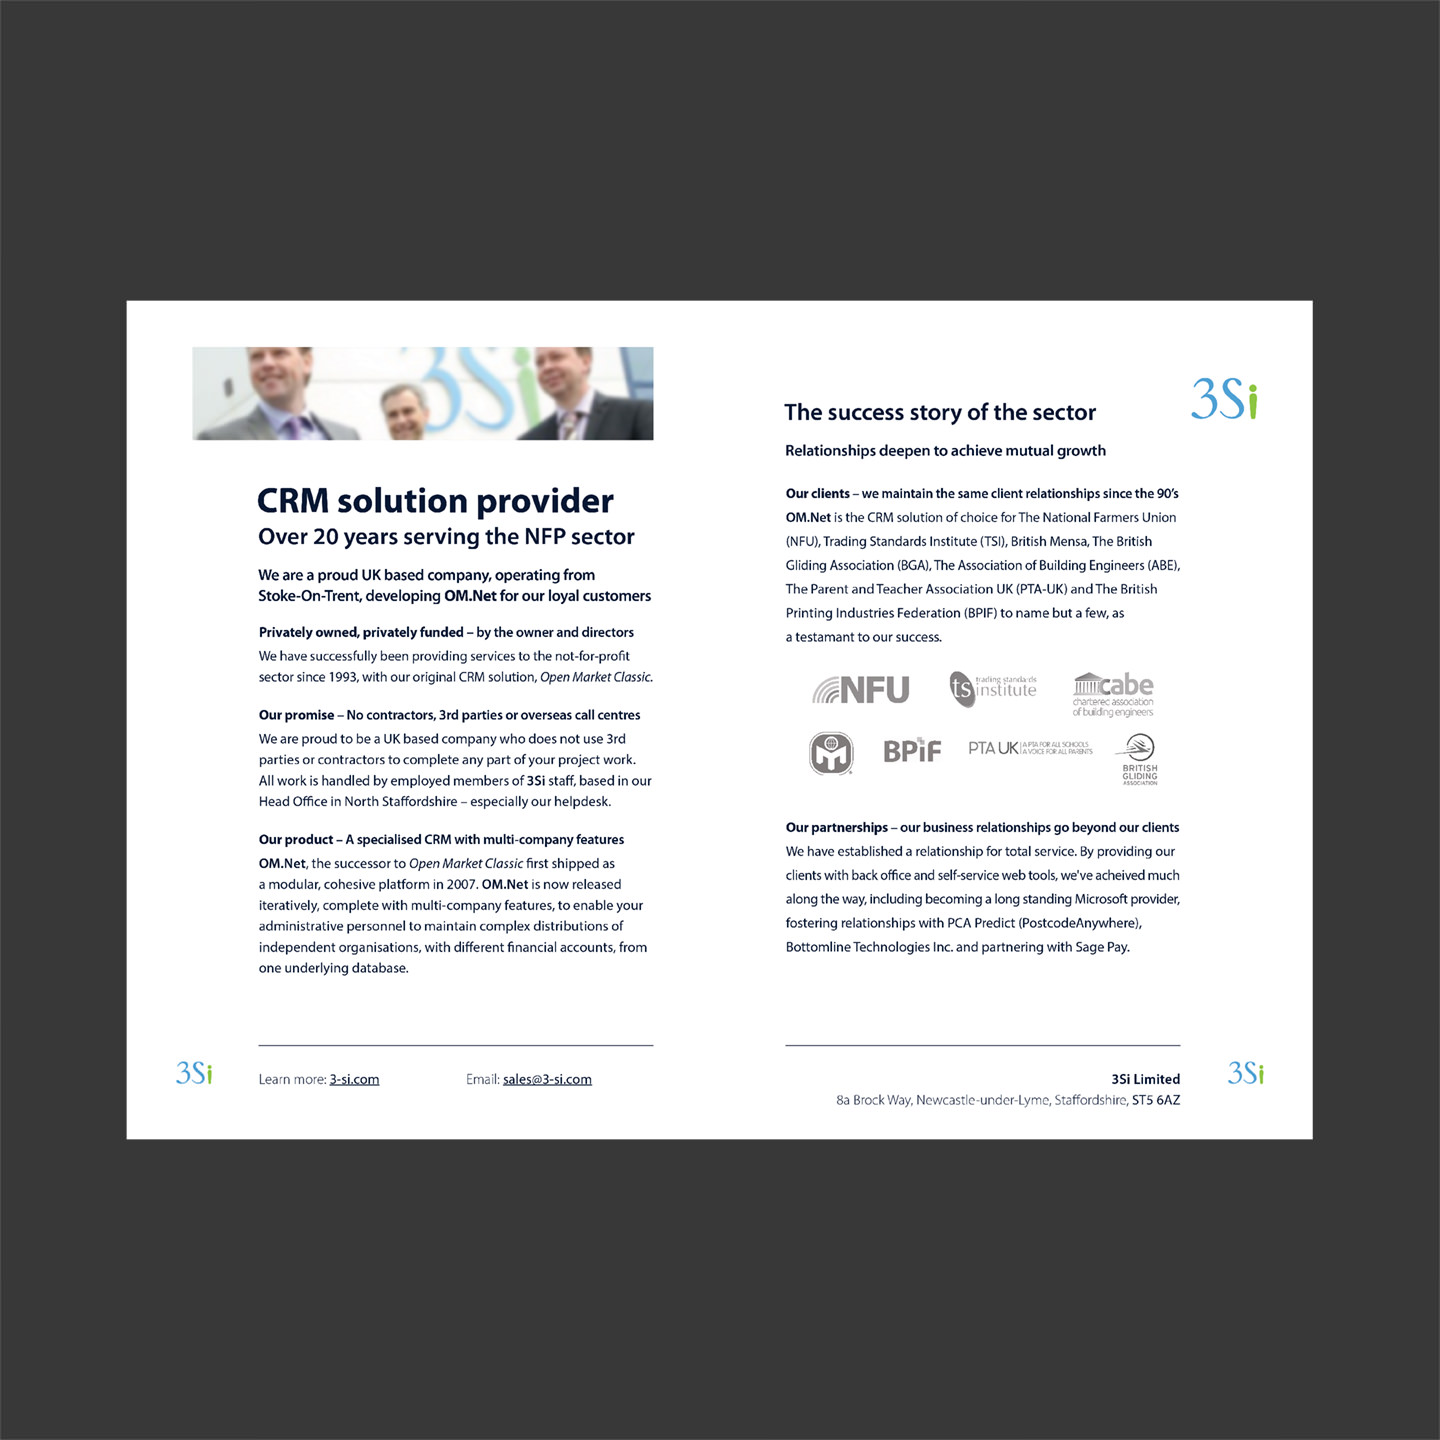 3Si
CRM solution provider
Over 20 years serving the NFP sector
We are a proud UK based company, operating from
Stoke-On-Trent, developing OM.Net for our loyal customers
Privately owned, privately funded – by the owner and directors
We have successfully been providing services to the not-for-profit
sector since 1993, with our original CRM solution, Open Market Classic.
Our promise – No contractors, 3rd parties or overseas call centres
We are proud to be a UK based company who does not use 3rd
parties or contractors to complete any part of your project work.
All work is handled by employed members of 3Si staff, based in our
Head Office in North Staffordshire – especially our helpdesk.
Our product – A specialised CRM with multi-company features
OM.Net, the successor to Open Market Classic first shipped as
a modular, cohesive platform in 2007. OM.Net is now released
iteratively, complete with multi-company features, to enable your
administrative personnel to maintain complex distributions of
independent organisations, with different financial accounts, from
one underlying database.
3Si
Learn more: 3-si.com
Email: sales@3-si.com
3Si
The success story of the sector
Relationships deepen to achieve mutual growth
Our clients – we maintain the same client relationships since the 90's
OM.Net is the CRM solution of choice for The National Farmers Union
(NFU), Trading Standards Institute (TSI), British Mensa, The British
Gliding Association (BGA), The Association of Building Engineers (ABE),
The Parent and Teacher Association UK (PTA-UK) and The British
Printing Industries Federation (BPIF) to name but a few, as
a testamant to our success.
NFU
ts trading standards
institute
cabe
chartered association
of building engineers
BPiF
PTA UK
A PTA FOR ALL SCHOOLS
A VOICE FOR ALL PARENTS
BRITISH
GLIDING
ASSOCIATION
Our partnerships – our business relationships go beyond our clients
We have established a relationship for total service. By providing our
clients with back office and self-service web tools, we've acheived much
along the way, including becoming a long standing Microsoft provider,
fostering relationships with PCA Predict (PostcodeAnywhere),
Bottomline Technologies Inc. and partnering with Sage Pay.
3Si Limited
8a Brock Way, Newcastle-under-Lyme, Staffordshire, ST5 6AZ
3Si